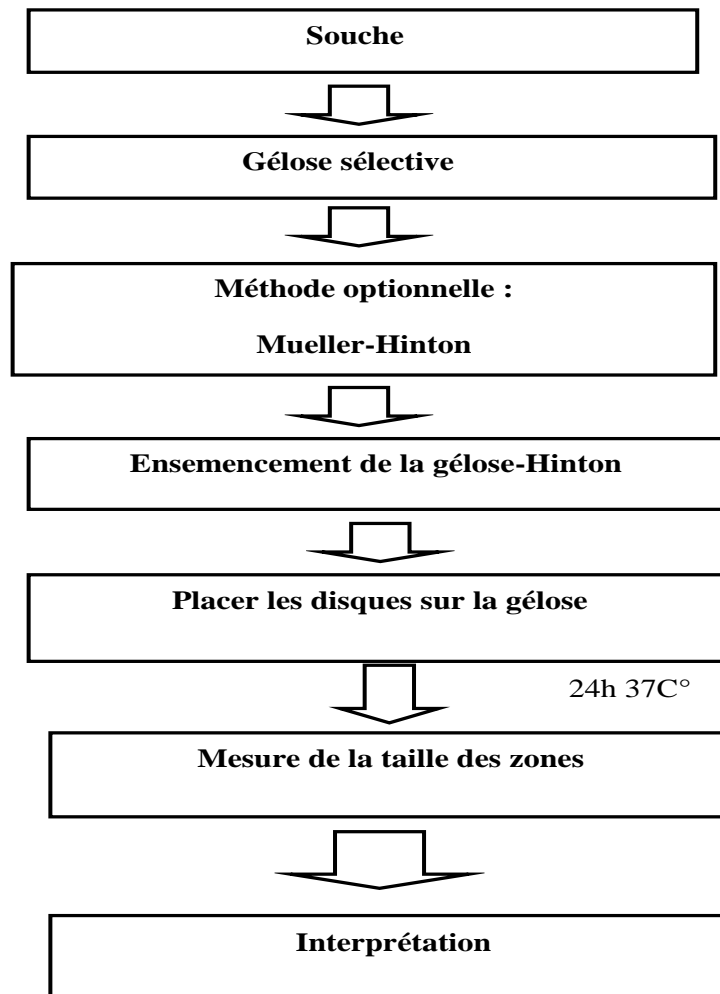 Souche
Gélose sélective
Méthode optionnelle :
Mueller-Hinton
Ensemencement de la gélose-Hinton
Placer les disques sur la gélose
24h 37C°
Mesure de la taille des zones
Interprétation